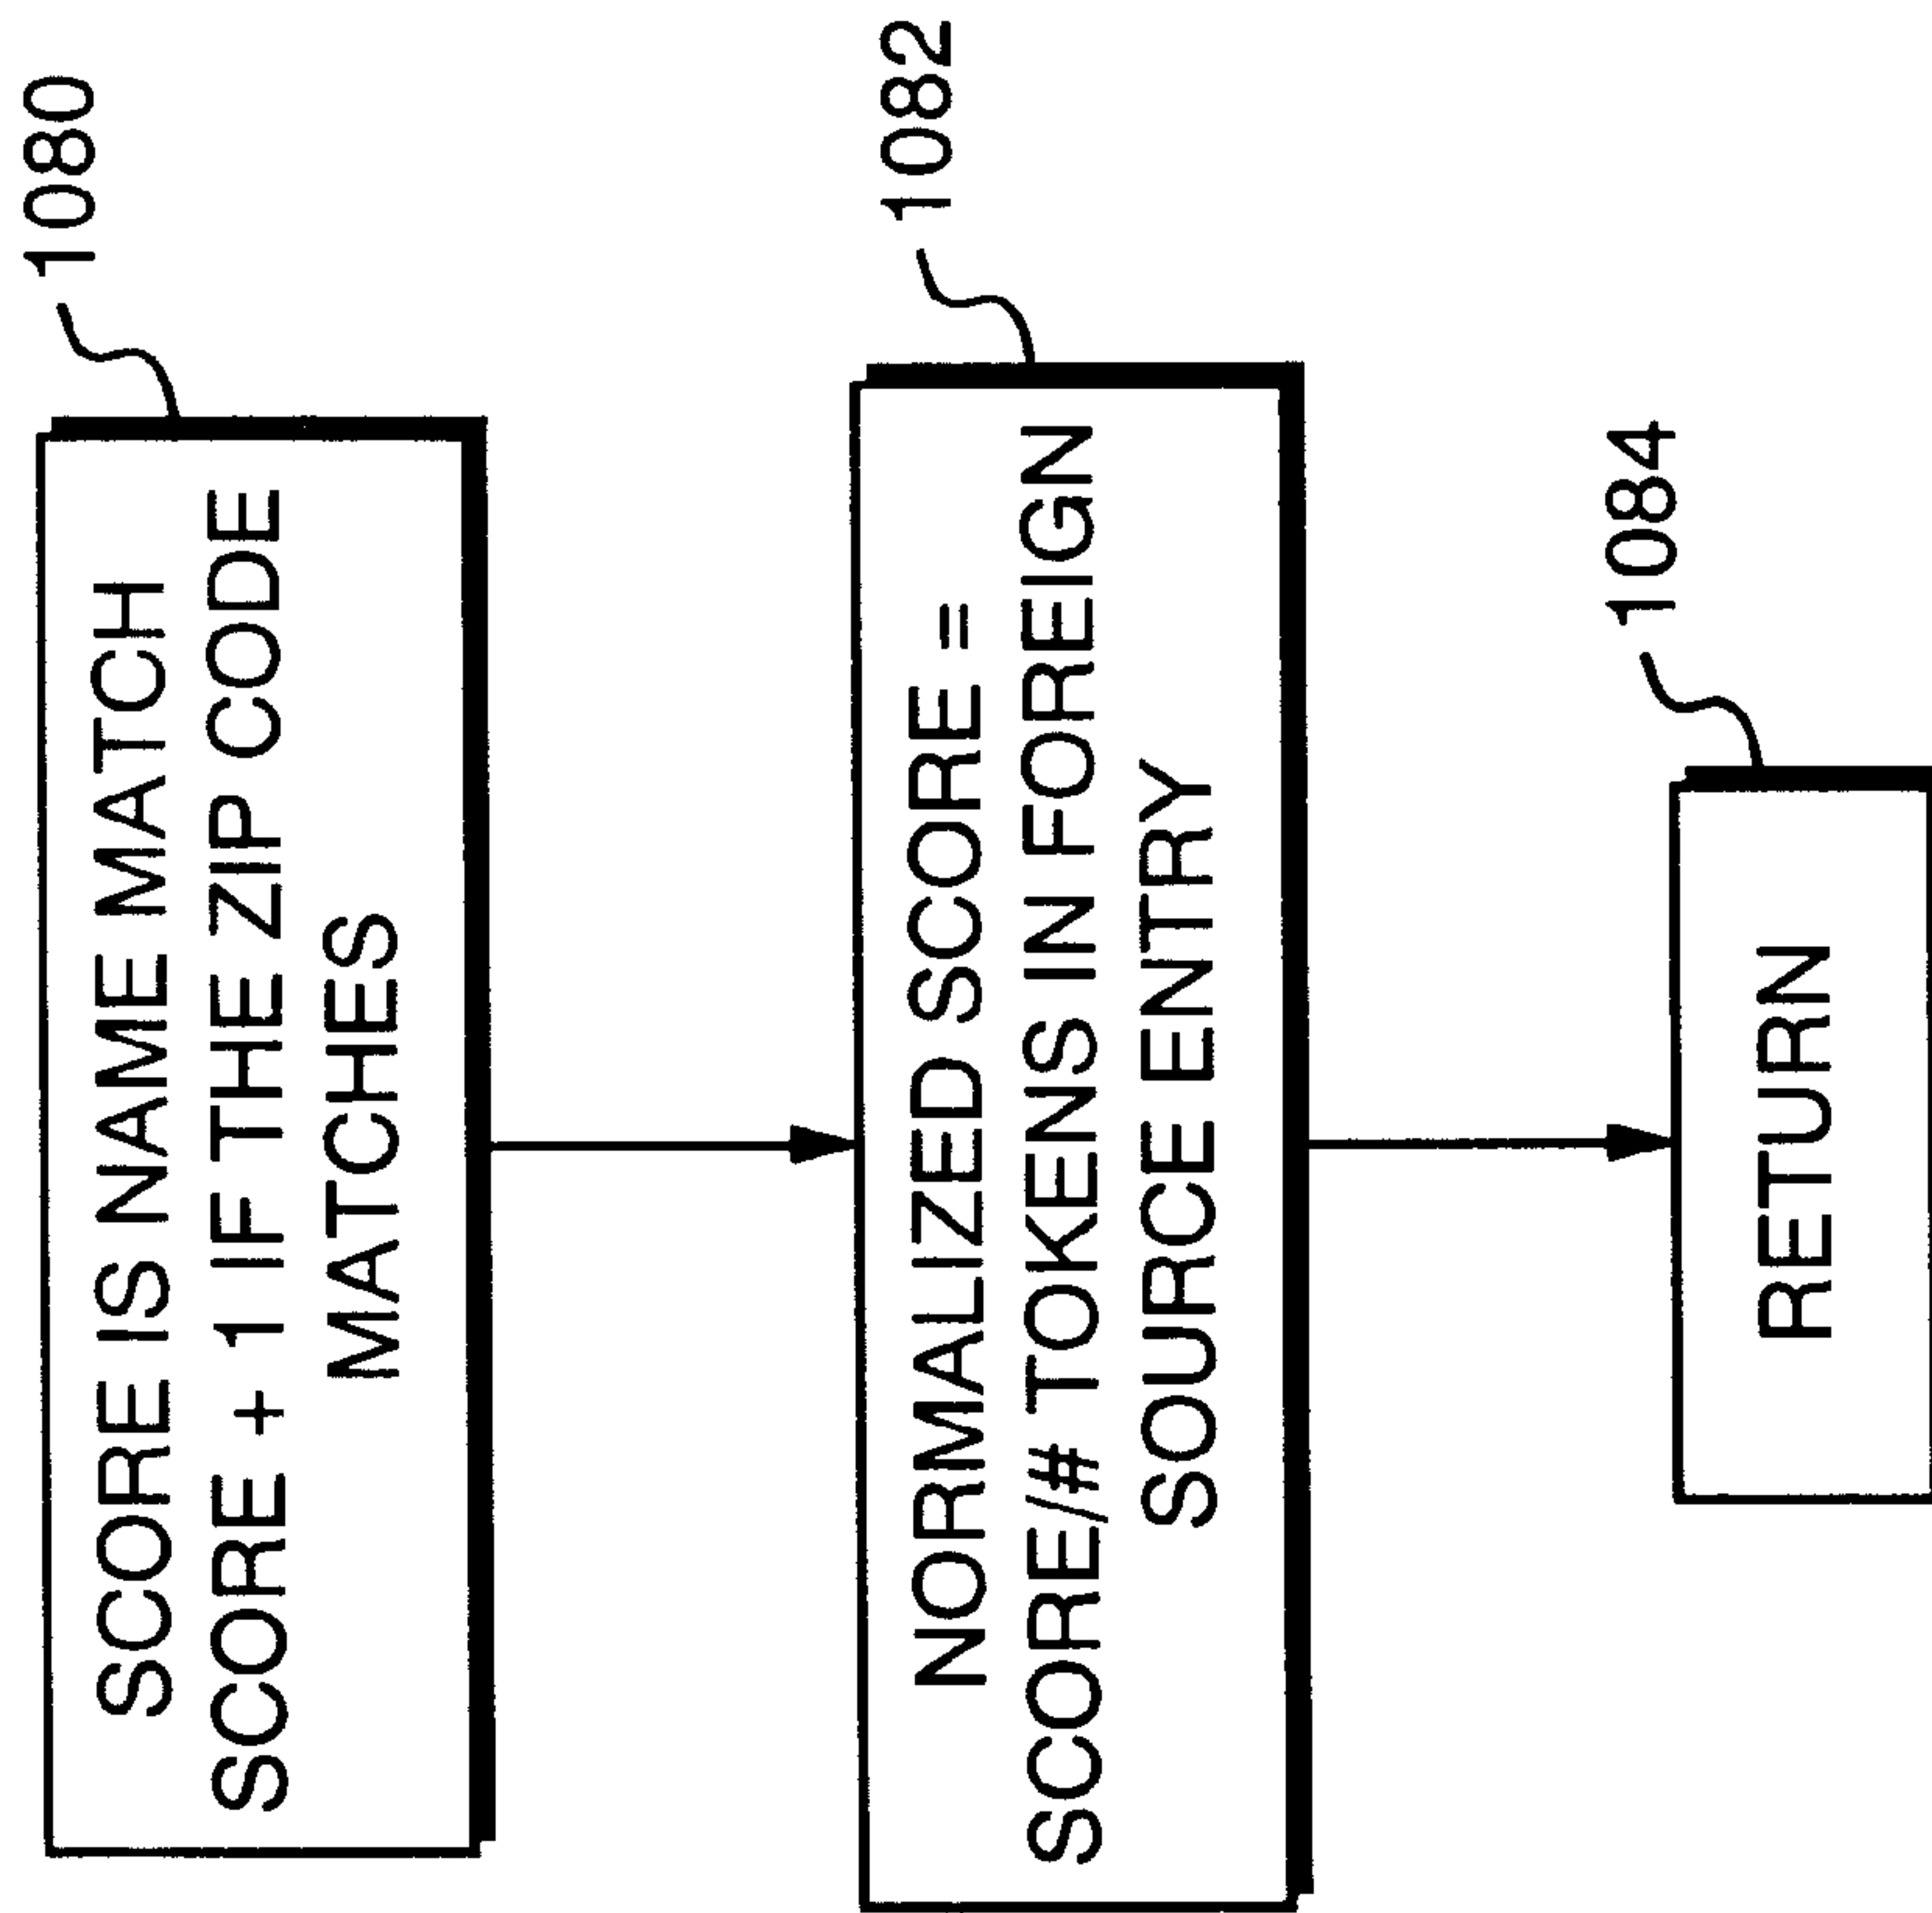 SCORE IS NAME MATCH
SCORE + 1 IF THE ZIP CODE
MATCHES
1080
NORMALIZED SCORE =
SCORE/# TOKENS IN FOREIGN
SOURCE ENTRY
1082
RETURN
1084